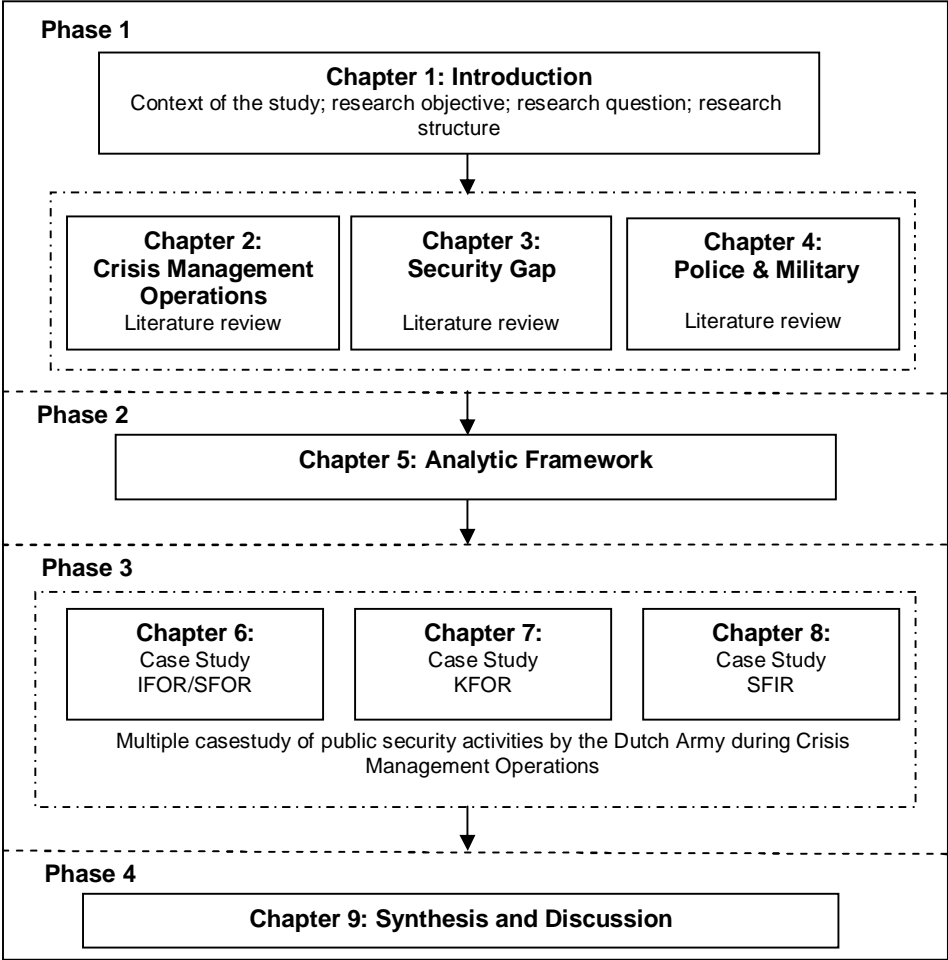 Phase 1
Chapter 1: Introduction
Context of the study; research objective; research question; research
structure
Chapter 2:
Crisis Management
Operations
Literature review
Chapter 3:
Security Gap
Literature review
Chapter 4:
Police & Military
Literature review
Phase 2
Chapter 5: Analytic Framework
Phase 3
Chapter 6:
Case Study
IFOR/SFOR
Chapter 7:
Case Study
KFOR
Chapter 8:
Case Study
SFIR
Multiple casestudy of public security activities by the Dutch Army during Crisis
Management Operations
Phase 4
Chapter 9: Synthesis and Discussion